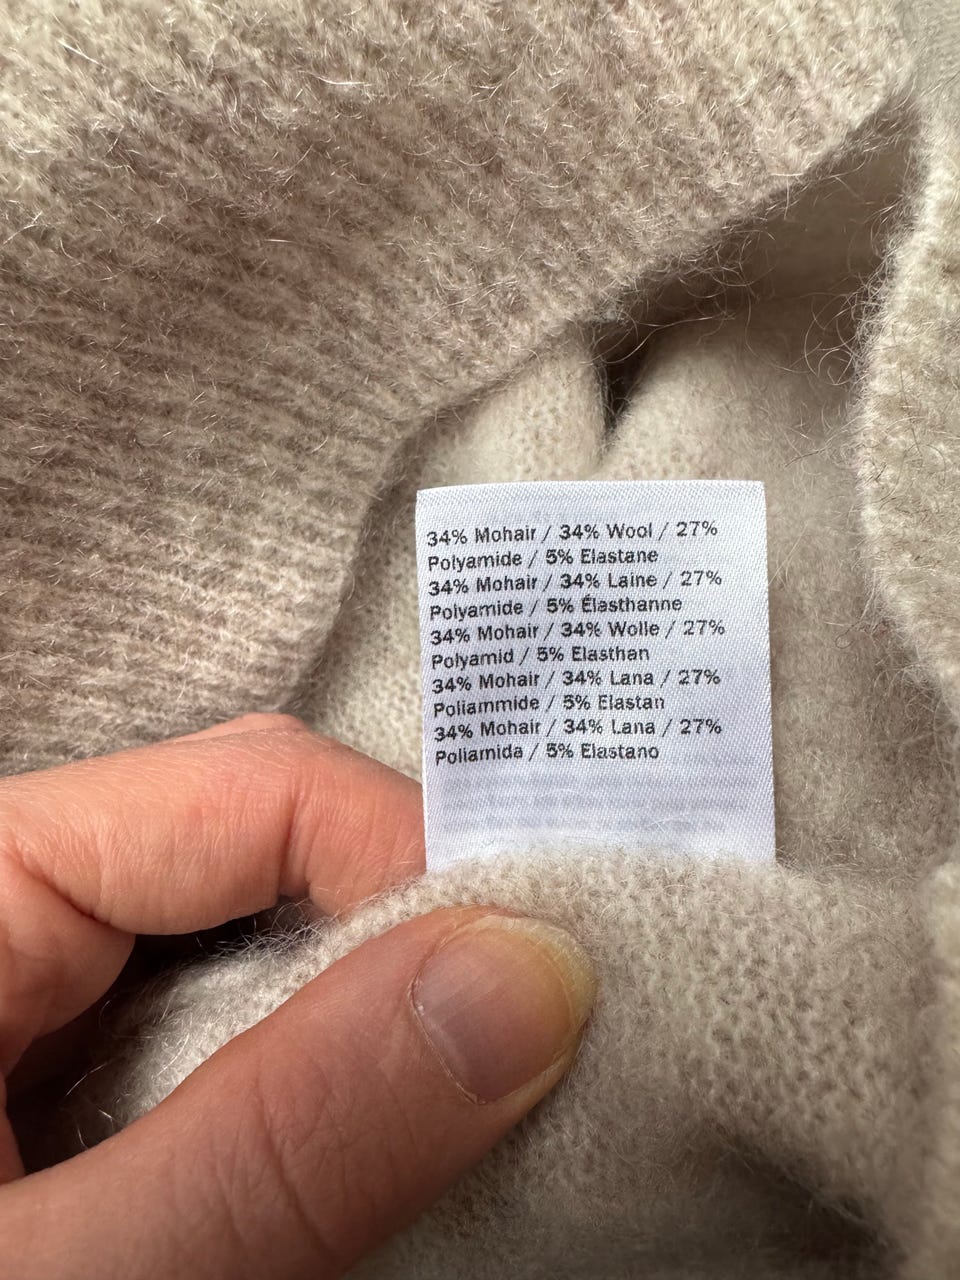 34% Mohair / 34% Wool / 27%
Polyamide / 5% Elastane
34% Mohair / 34% Laine / 27%
Polyamide / 5% Élasthanne
34% Mohair / 34% Wolle / 27%
Polyamid / 5% Elasthan
34% Mohair / 34% Lana / 27%
Poliammide / 5% Elastan
34% Mohair / 34% Lana / 27%
Poliamida / 5% Elastano